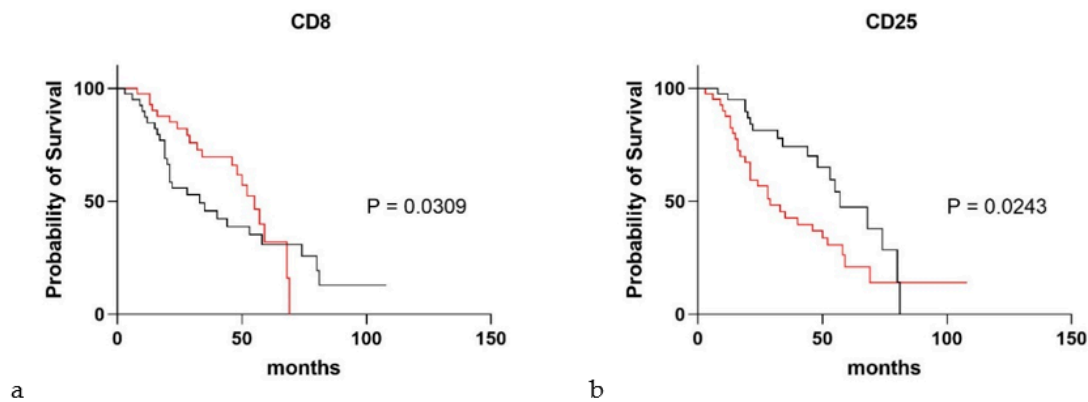 CD8
Probability of Survival
100
50
0
P = 0.0309
0 50 100 150
months
a
CD25
Probability of Survival
100
50
0
P = 0.0243
0 50 100 150
months
b